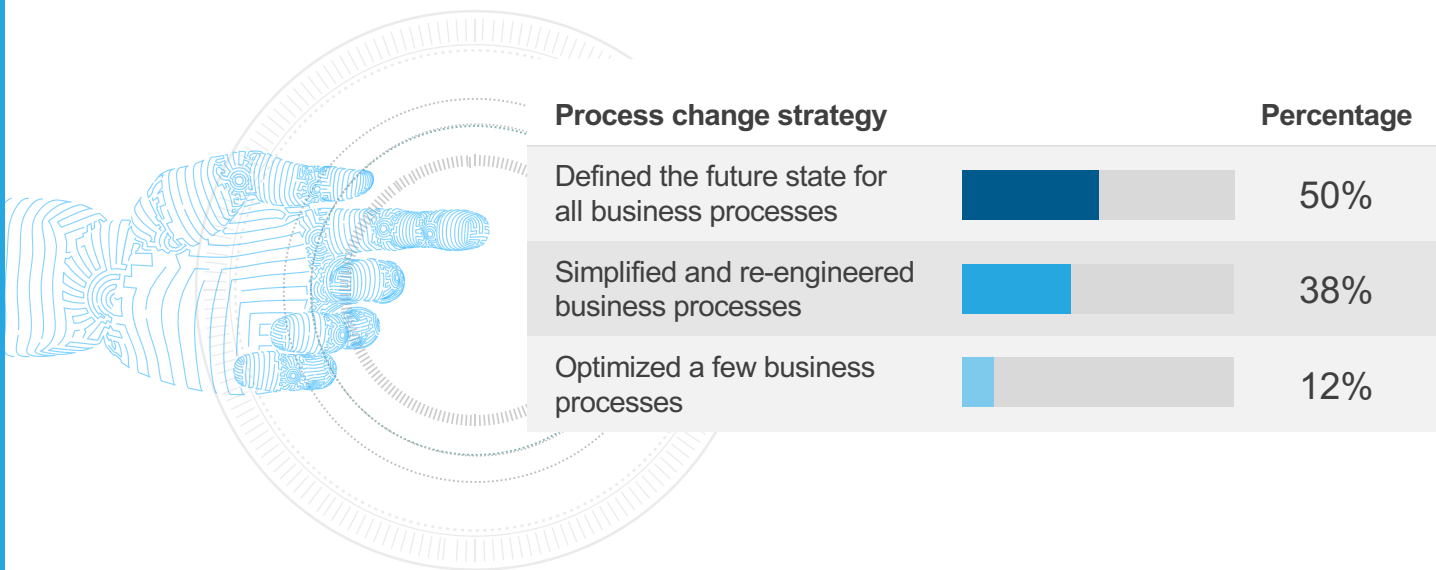 Process change strategy Percentage
Defined the future state for
all business processes
50%
Simplified and re-engineered
business processes
38%
Optimized a few business
processes
12%